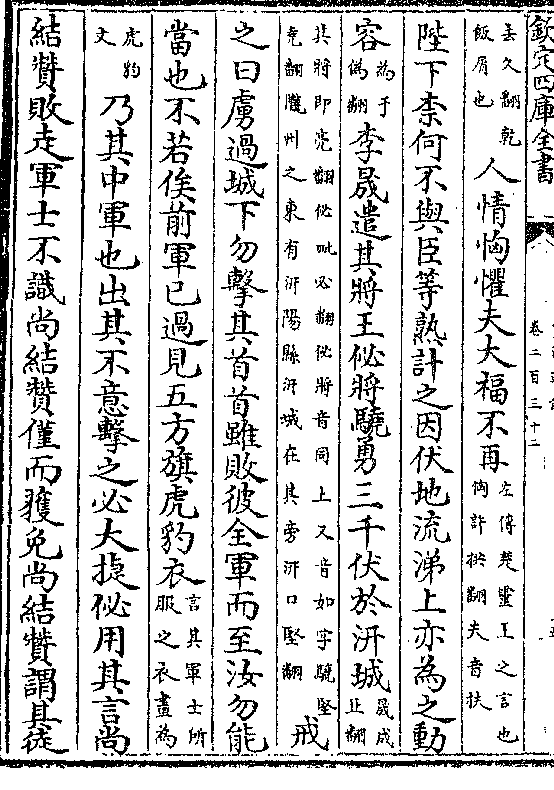 欽定四庫全書
卷二百三十二
去久翻乾飯屑也人情恟懼夫大福不再左傳楚靈王之言也恟許拱翻夫音扶
陛下柰何不與臣等熟計之因伏地流涕上亦為之動
容為于偽翻李晟遣其將王佖將驍勇三千伏於汧城晟成正翻
其將即亮翻佖毗必翻佖將音同上又音如字驍堅堯翻隴州之東有汧陽縣汧城在其旁汧口堅翻戒
之曰虜過城下勿擊其首首雖敗彼全軍而至汝勿能
當也不若俟前軍已過見五方旗虎豹衣言其軍士所服之衣畫為
虎豹文乃其中軍也出其不意擊之必大捷佖用其言尚
結贊敗走軍士不識尚結贊僅而獲免尚結贊謂其徒